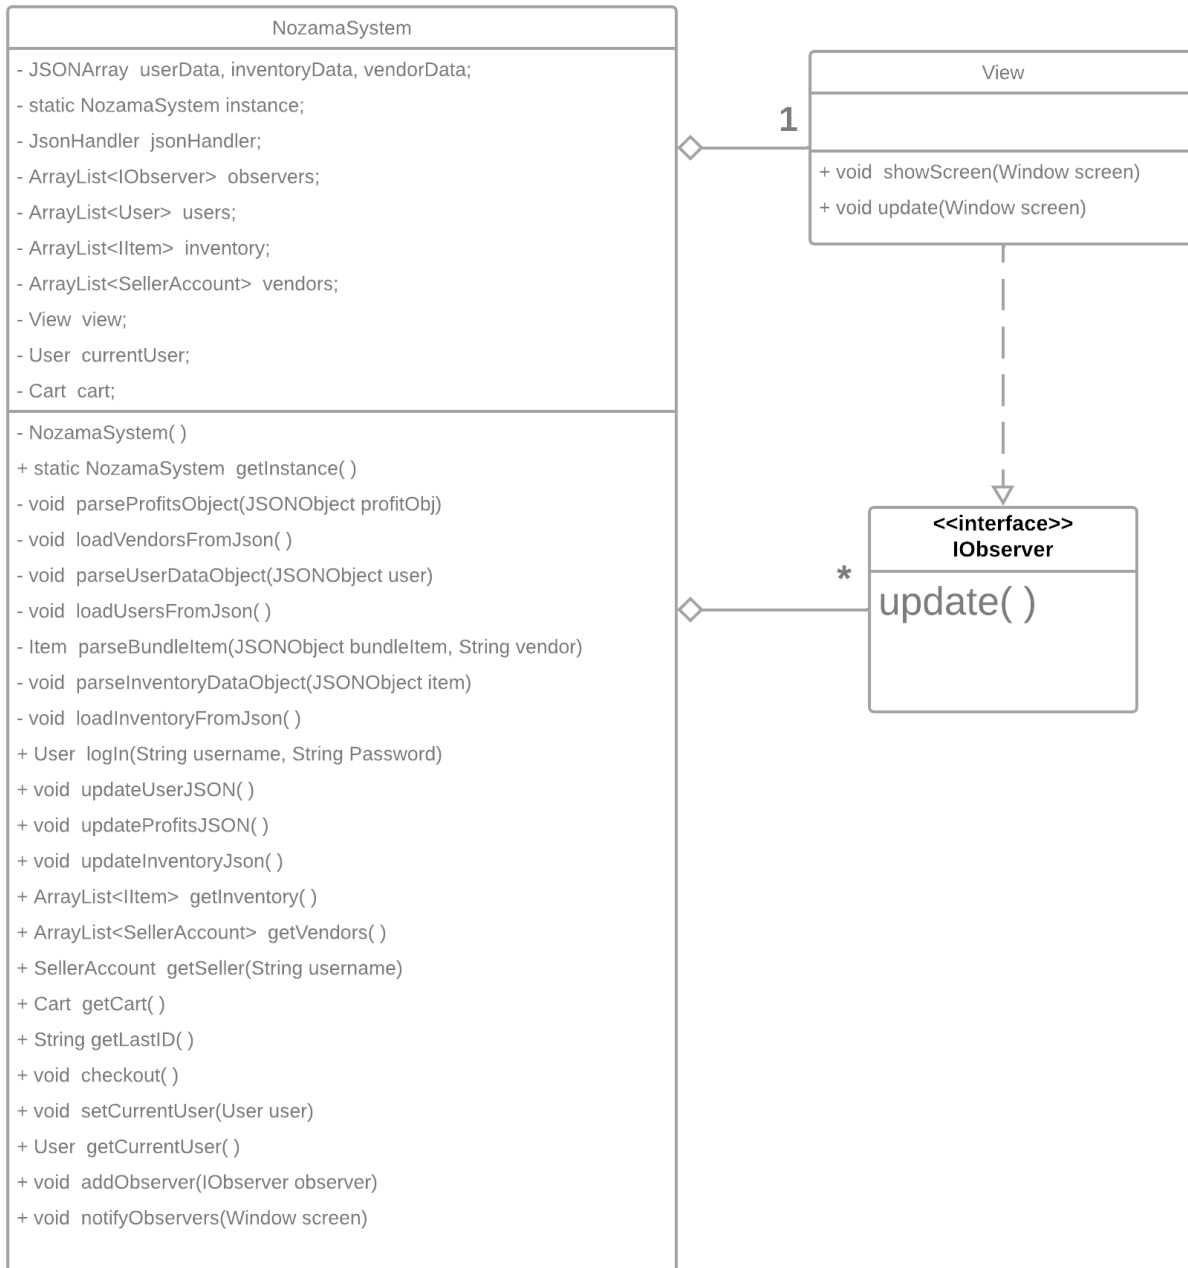 NozamaSystem
- JSONArray userData, inventoryData, vendorData;
- static NozamaSystem instance;
- JsonHandler jsonHandler;
- ArrayList<IObserver> observers;
- ArrayList<User> users;
- ArrayList<IItem> inventory;
- ArrayList<SellerAccount> vendors;
- View view;
- User currentUser;
- Cart cart;
- NozamaSystem( )
+ static NozamaSystem getInstance( )
- void parseProfitsObject(JSONObject profitObj)
- void loadVendorsFromJson( )
- void parseUserDataObject(JSONObject user)
- void loadUsersFromJson( )
- Item parseBundleItem(JSONObject bundleItem, String vendor)
- void parseInventoryDataObject(JSONObject item)
- void loadInventoryFromJson( )
+ User logIn(String username, String Password)
+ void updateUserJSON( )
+ void updateProfitsJSON( )
+ void updateInventoryJson( )
+ ArrayList<IItem> getInventory( )
+ ArrayList<SellerAccount> getVendors( )
+ SellerAccount getSeller(String username)
+ Cart getCart( )
+ String getLastID( )
+ void checkout( )
+ void setCurrentUser(User user)
+ User getCurrentUser( )
+ void addObserver(IObserver observer)
+ void notifyObservers(Window screen)
1
View
+ void showScreen(Window screen)
+ void update(Window screen)
*
<<interface>>
IObserver
update( )